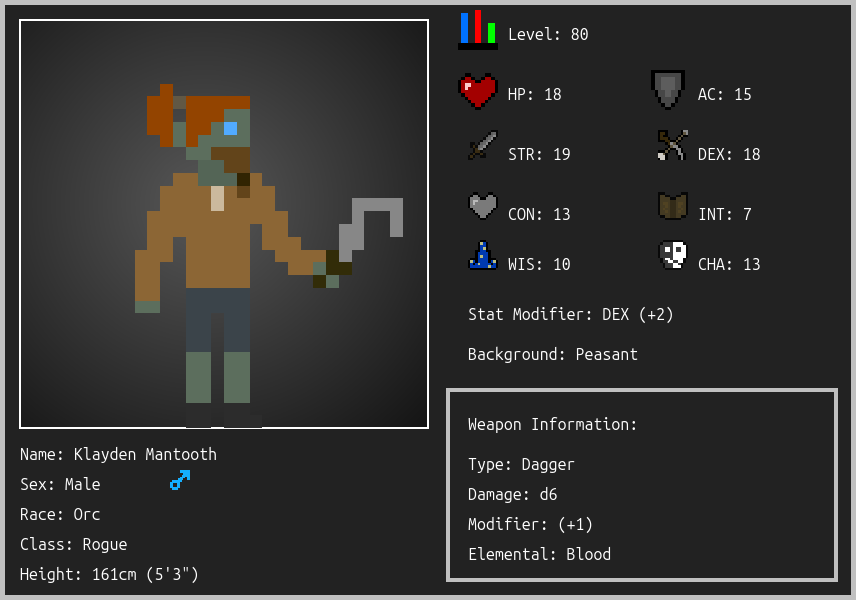 Level: 80
HP: 18
AC: 15
STR: 19
DEX: 18
CON: 13
INT: 7
WIS: 10
CHA: 13
Stat Modifier: DEX (+2)
Background: Peasant
Weapon Information:
Type: Dagger
Damage: d6
Modifier: (+1)
Elemental: Blood
Name: Klayden Mantooth
Sex: Male
Race: Orc
Class: Rogue
Height: 161cm (5'3")